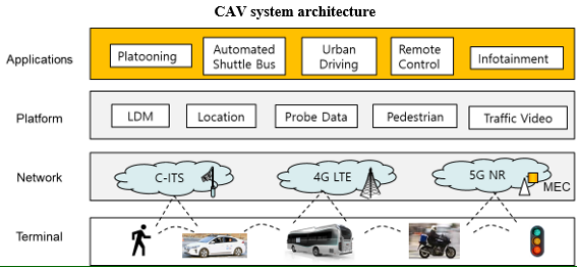 CAV system architecture
Applications
Platooning
Automated
Shuttle Bus
Urban
Driving
Remote
Control
Infotainment
Platform
LDM
Location
Probe Data
Pedestrian
Traffic Video
Network
C-ITS
4G LTE
5G NR
MEC
Terminal